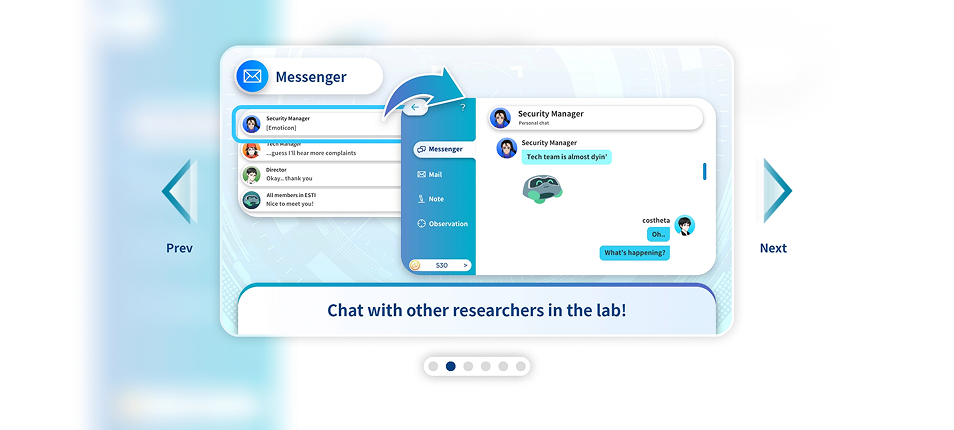 Messenger
Security Manager
[Emoticon]
Tech Manager
...guess I'll hear more complaints
Director
Okay.. thank you
All members in ESTI
Nice to meet you!
?
Messenger
Mail
Note
Observation
530
>
Security Manager
Personal chat
Security Manager
Tech team is almost dyin'
costheta
Oh..
What's happening?
Prev
Next
Chat with other researchers in the lab!